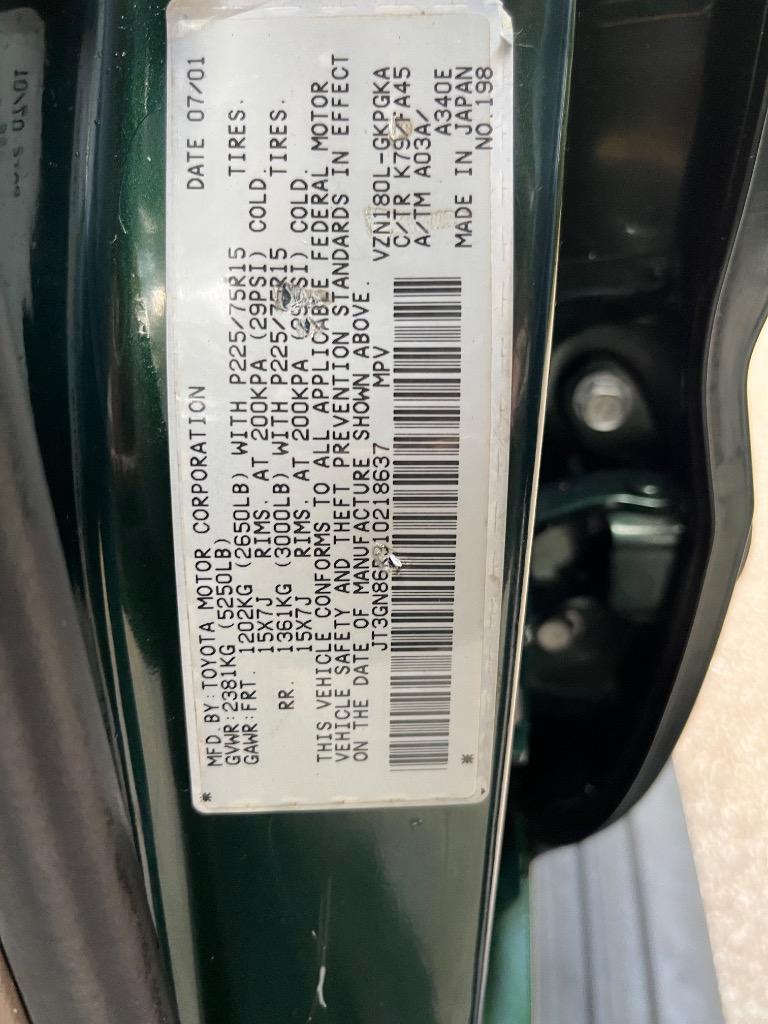 MFD.BY:TOYOTA MOTOR CORPORATION DATE 07/01
GVWR:2381KG (5250LB)
GAWR:FRT. 1202KG (2650LB) WITH P225/75R15 TIRES.
15X7J RIMS. AT 200KPA (29PSI) COLD.
RR. 1361KG (3000LB) WITH P225/75R15 TIRES.
15X7J RIMS. AT 200KPA (29PSI) COLD.
THIS VEHICLE CONFORMS TO ALL APPLICABLE FEDERAL MOTOR
VEHICLE SAFETY AND THEFT PREVENTION STANDARDS IN EFFECT
ON THE DATE OF MANUFACTURE SHOWN ABOVE.
MPV VZN180L-GKPGKA
C/TR K79/FA45
A/TM A03A/
A340E
MADE IN JAPAN
* * NO.198